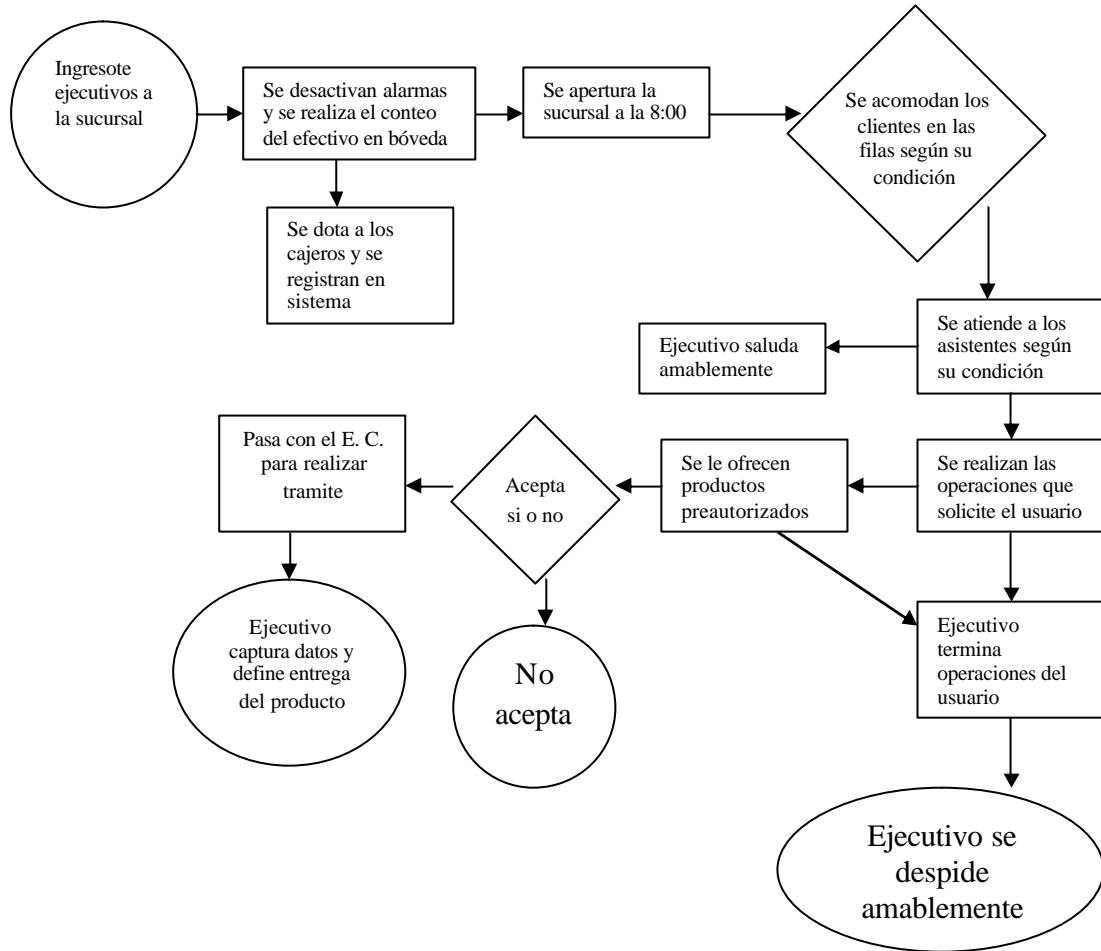 Ingresote
ejecutivos a
la sucursal
Se desactivan alarmas
y se realiza el conteo
del efectivo en bóveda
Se apertura la
sucursal a la 8:00
Se acomodan los
clientes en las
filas según su
condición
Se dota a los
cajeros y se
registran en
sistema
Se atiende a los
asistentes según
su condición
Ejecutivo saluda
amablemente
Se realizan las
operaciones que
solicite el usuario
Se le ofrecen
productos
preautorizados
Acepta
si o no
Pasa con el E. C.
para realizar
tramite
Ejecutivo
captura datos y
define entrega
del producto
No
acepta
Ejecutivo
termina
operaciones del
usuario
Ejecutivo se
despide
amablemente